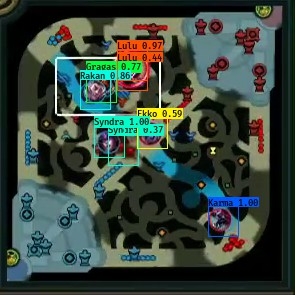 Lulu 0.97
Lulu 0.44
Gragas 0.77
Rakan 0.86
Ekko 0.59
Syndra 1.00
Syndra 0.37
Karma 1.00